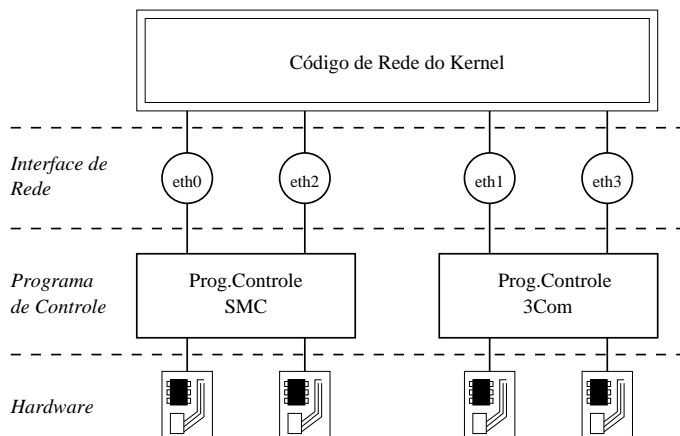 Código de Rede do Kernel
Interface de
Rede
eth0
eth2
eth1
eth3
Programa
de Controle
Prog.Controle
SMC
Prog.Controle
3Com
Hardware